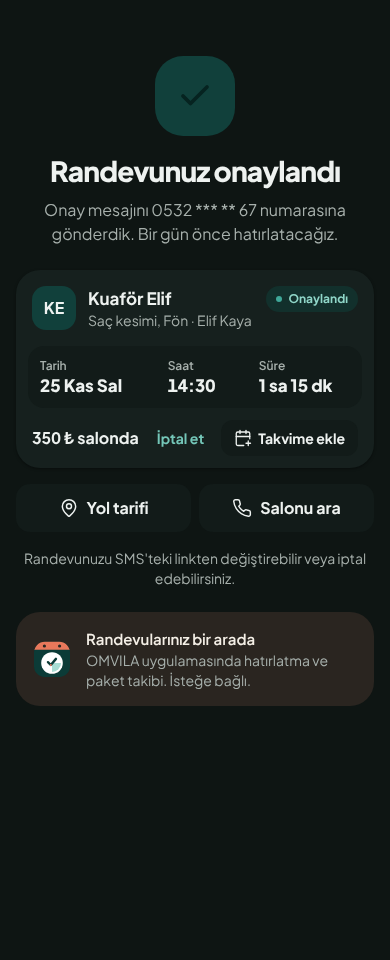 Randevunuz onaylandı
Onay mesajını 0532 *** ** 67 numarasına
gönderdik. Bir gün önce hatırlatacağız.
KE
Kuaför Elif
Onaylandı
Saç kesimi, Fön · Elif Kaya
Tarih
25 Kas Sal
Saat
14:30
Süre
1 sa 15 dk
350 ₺ salonda
İptal et
Takvime ekle
Yol tarifi
Salonu ara
Randevunuzu SMS'teki linkten değiştirebilir veya iptal
edebilirsiniz.
Randevularınız bir arada
OMVILA uygulamasında hatırlatma ve
paket takibi. İsteğe bağlı.